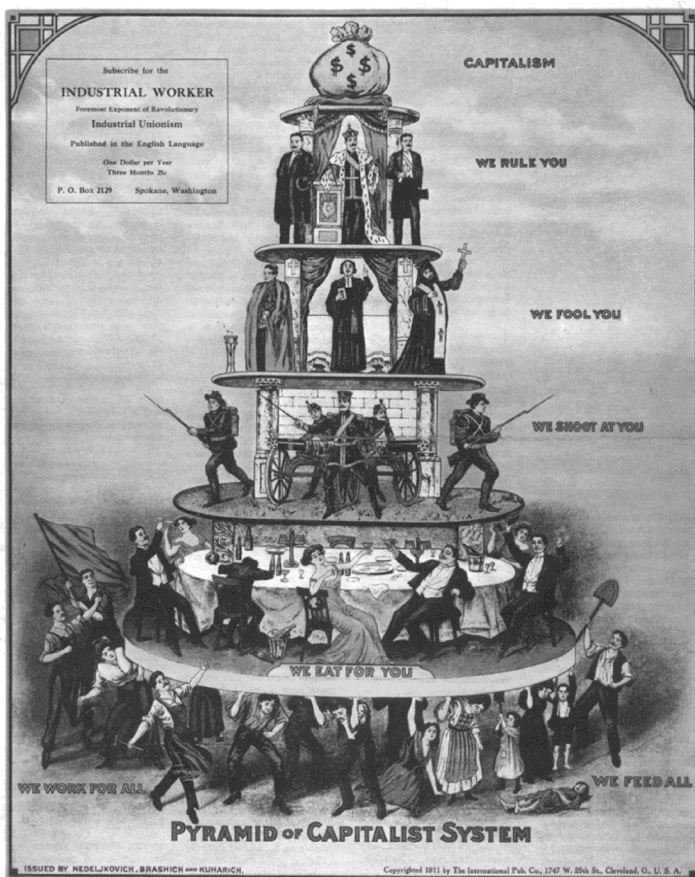 Subscribe for the
INDUSTRIAL WORKER
Foremost Exponent of Revolutionary
Industrial Unionism
Published in the English Language
One Dollar per Year
Three Months 25c
P. O. Box 2129 Spokane, Washington
$
$ $
$
CAPITALISM
WE RULE YOU
WE FOOL YOU
WE SHOOT AT YOU
WE EAT FOR YOU
WE WORK FOR ALL
WE FEED ALL
PYRAMID OF CAPITALIST SYSTEM
ISSUED BY NEDELJKOVICH, BRASHICH AND KUHARICH.
Copyrighted 1911 by The International Pub. Co., 1747 W. 25th St., Cleveland, O., U. S. A.